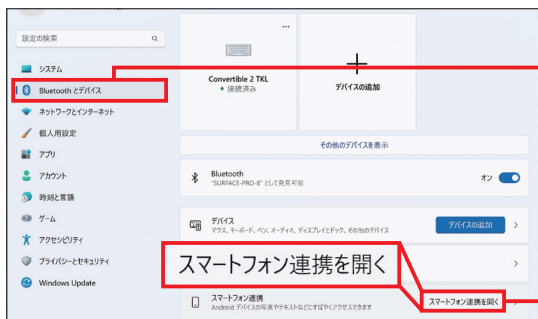 設定の検索
システム
Bluetooth とデバイス
ネットワークとインターネット
個人用設定
アプリ
アカウント
時刻と言語
ゲーム
アクセシビリティ
プライバシーとセキュリティ
Windows Update
Convertible 2 TKL
接続済み
デバイスの追加
その他のデバイスを表示
Bluetooth
"SURFACE-PRO-8" として発見可能
オン
デバイス
マウス、キーボード、ペン、オーディオ、ディスプレイとドック、その他のデバイス
デバイスの追加
スマートフォン連携を開く
スマートフォン連携
Android デバイスの写真やテキストなどにすばやくアクセスできます
スマートフォン連携を開く